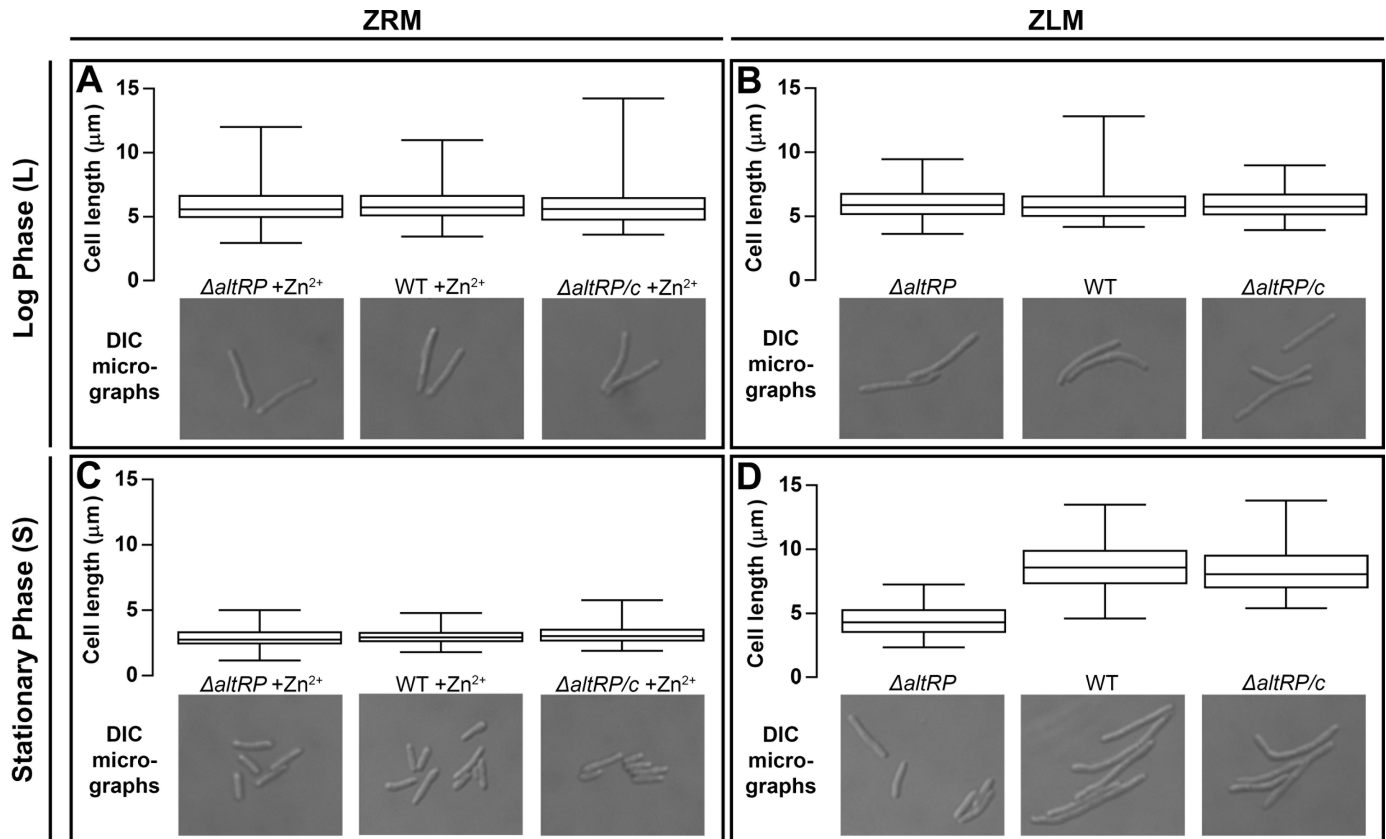 ZRM
ZLM
Log Phase (L)
A
Cell length (μm)
15
10
5
0
ΔaltRP +Zn²⁺
WT +Zn²⁺
ΔaltRP/c +Zn²⁺
DIC
micro-
graphs
B
Cell length (μm)
15
10
5
0
ΔaltRP
WT
ΔaltRP/c
DIC
micro-
graphs
Stationary Phase (S)
C
Cell length (μm)
15
10
5
0
ΔaltRP +Zn²⁺
WT +Zn²⁺
ΔaltRP/c +Zn²⁺
DIC
micro-
graphs
D
Cell length (μm)
15
10
5
0
ΔaltRP
WT
ΔaltRP/c
DIC
micro-
graphs